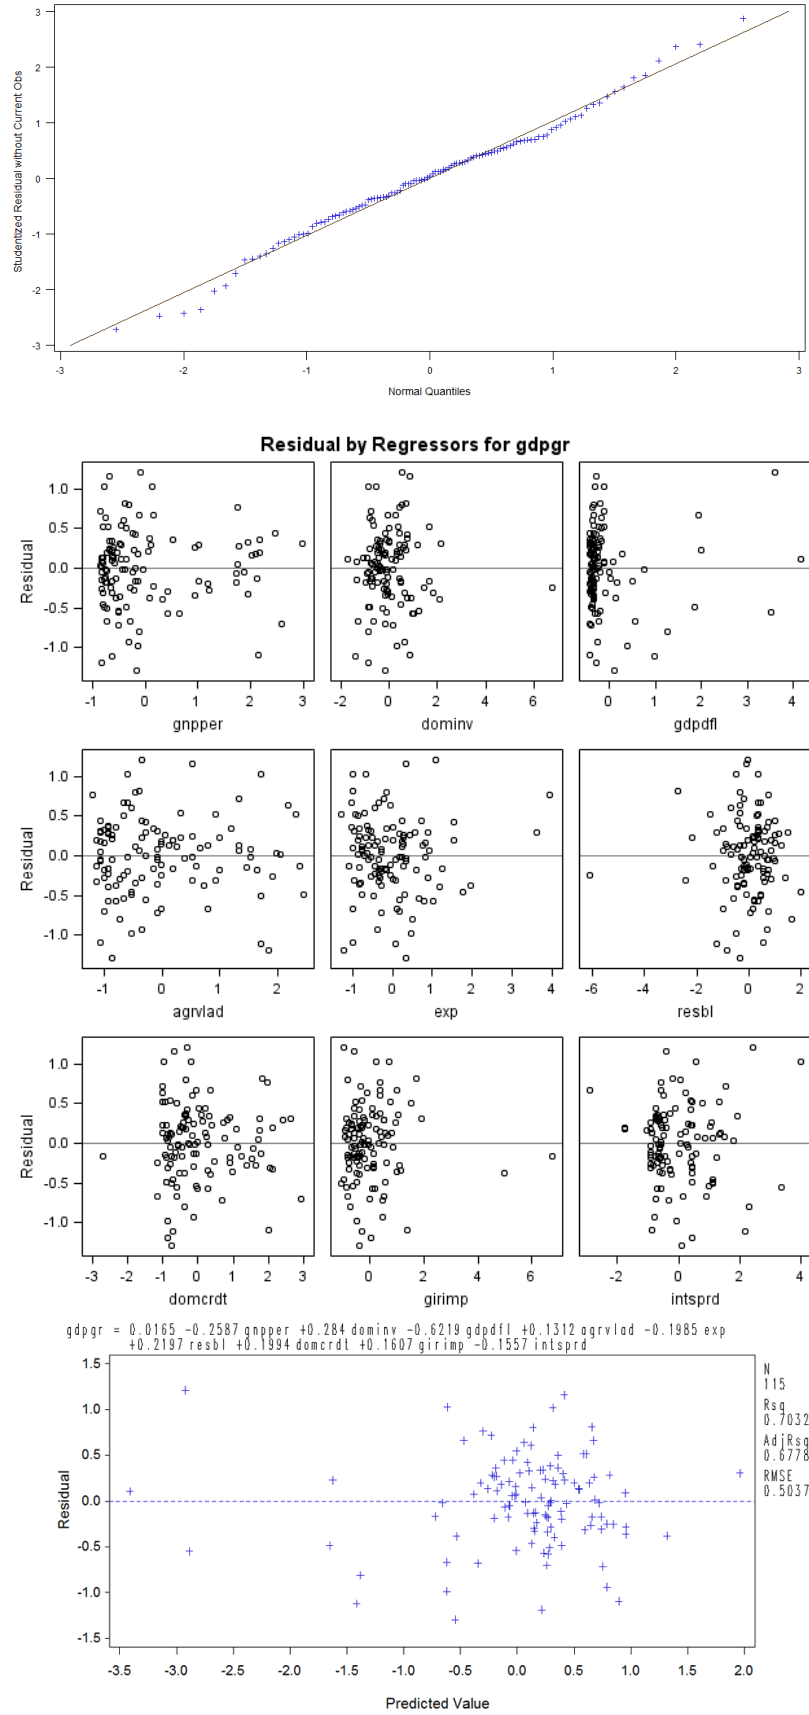 3
2
1
0
-1
-2
-3
Studentized Residual without Current Obs
-3 -2 -1 0 1 2 3
Normal Quantiles
Residual by Regressors for gdpgr
1.0
0.5
0.0
-0.5
-1.0
Residual
-1 0 1 2 3
gnpper
-2 0 2 4 6
dominv
0 1 2 3 4
gdpdfl
1.0
0.5
0.0
-0.5
-1.0
Residual
-1 0 1 2
agrvlad
-1 0 1 2 3 4
exp
-6 -4 -2 0 2
resbl
1.0
0.5
0.0
-0.5
-1.0
Residual
-3 -2 -1 0 1 2 3
domcrdt
0 2 4 6
girimp
-2 0 2 4
intsprd
gdpgr = 0.0165 -0.2587 gnpper +0.284 dominv -0.6219 gdpdfl +0.1312 agrvlad -0.1985 exp
+0.2197 resbl +0.1994 domcrdt +0.1607 girimp -0.1557 intsprd
1.5
1.0
0.5
0.0
-0.5
-1.0
-1.5
Residual
N
115
Rsq
0.7032
AdjRsq
0.6778
RMSE
0.5037
-3.5 -3.0 -2.5 -2.0 -1.5 -1.0 -0.5 0.0 0.5 1.0 1.5 2.0
Predicted Value